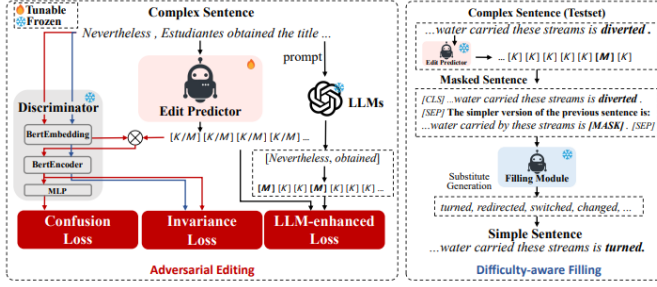 Tunable
Frozen
Complex Sentence
Nevertheless , Estudiantes obtained the title ...
prompt
Discriminator
BertEmbedding
BertEncoder
MLP
Edit Predictor
[K/M] [K/M] [K/M] [K/M] ...
LLMs
[Nevertheless, obtained]
[M] [K] [K] [M] [K] [K] [K] ...
Confusion
Loss
Invariance
Loss
LLM-enhanced
Loss
Adversarial Editing
Complex Sentence (Testset)
...water carried these streams is diverted .
Edit Predictor
... [K] [K] [K] [K] [K] [M] [K]
Masked Sentence
[CLS] ...water carried these streams is diverted .
[SEP] The simplier version of the previous sentence is:
...water carried by these streams is [MASK] . [SEP]
Filling Module
Substitute
Generation
turned, redirected, switched, changed, ...
Simple Sentence
...water carried these streams is turned.
Difficulty-aware Filling